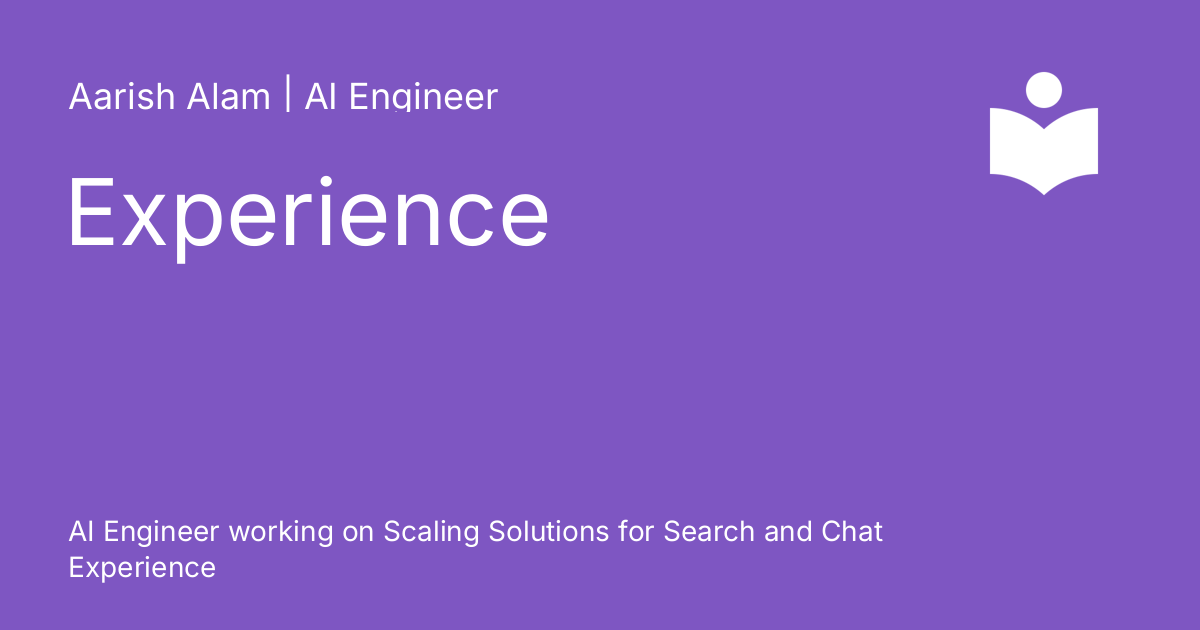 Aarish Alam | AI Engineer
Experience
AI Engineer working on Scaling Solutions for Search and Chat
Experience